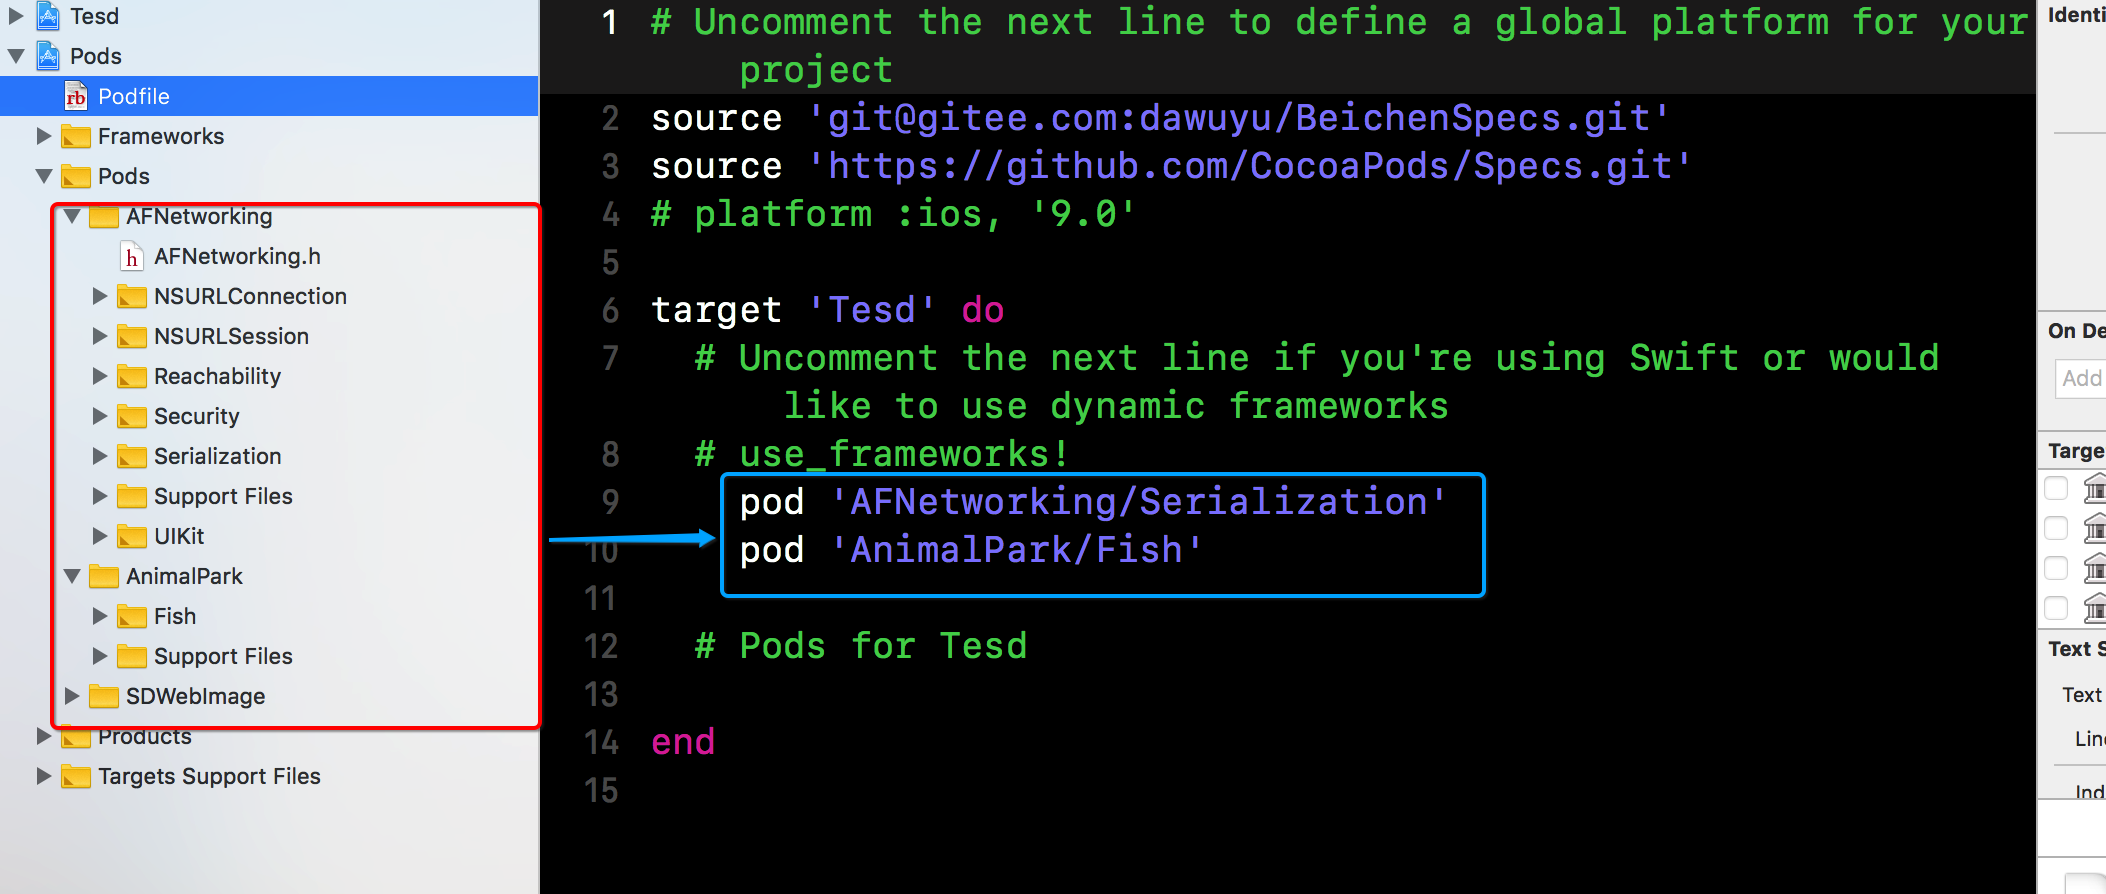 Tesd
Pods
Podfile
Frameworks
Pods
AFNetworking
AFNetworking.h
NSURLConnection
NSURLSession
Reachability
Security
Serialization
Support Files
UIKit
AnimalPark
Fish
Support Files
SDWebImage
Products
Targets Support Files
1 # Uncomment the next line to define a global platform for your
project
2 source 'git@gitee.com:dawuyu/BeichenSpecs.git'
3 source 'https://github.com/CocoaPods/Specs.git'
4 # platform :ios, '9.0'
5
6 target 'Tesd' do
7 # Uncomment the next line if you're using Swift or would
like to use dynamic frameworks
8 # use_frameworks!
9 pod 'AFNetworking/Serialization'
10 pod 'AnimalPark/Fish'
11
12 # Pods for Tesd
13
14 end
15
Identi
On De
Add
Targe
Text S
Text
Line
Ind